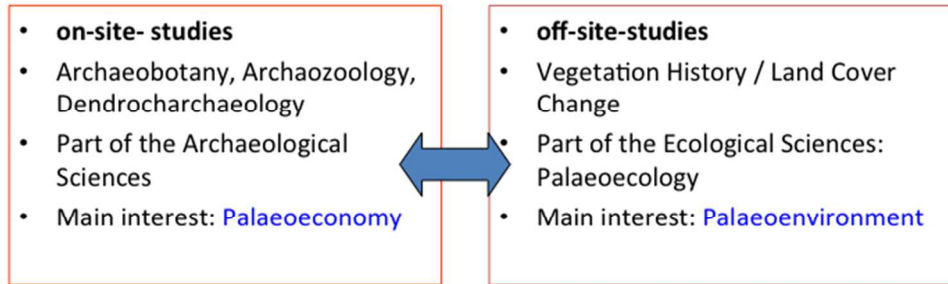 • on-site- studies
• Archaeobotany, Archaozoology,
Dendrocharchaeology
• Part of the Archaeological
Sciences
• Main interest: Palaeoeconomy
• off-site-studies
• Vegetation History / Land Cover
Change
• Part of the Ecological Sciences:
Palaeoecology
• Main interest: Palaeoenvironment